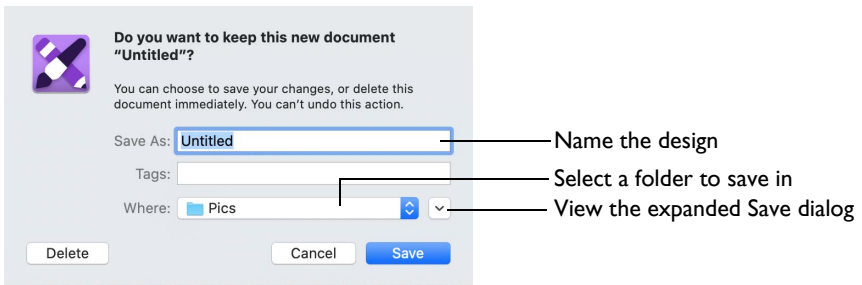 Do you want to keep this new document
“Untitled”?
You can choose to save your changes, or delete this
document immediately. You can’t undo this action.
Save As: Untitled
Name the design
Tags:
Select a folder to save in
Where: Pics
View the expanded Save dialog
Delete
Cancel
Save